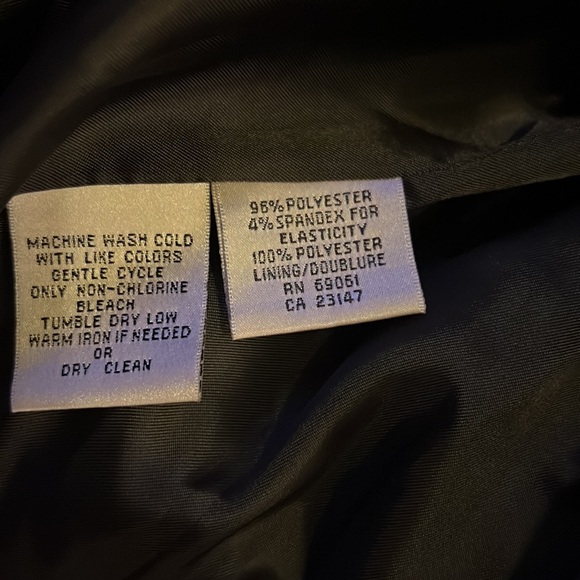 MACHINE WASH COLD
WITH LIKE COLORS
GENTLE CYCLE
ONLY NON-CHLORINE
BLEACH
TUMBLE DRY LOW
WARM IRON IF NEEDED
OR
DRY CLEAN
96% POLYESTER
4% SPANDEX FOR
ELASTICITY
100% POLYESTER
LINING/DOUBLURE
RN 69061
CA 23147